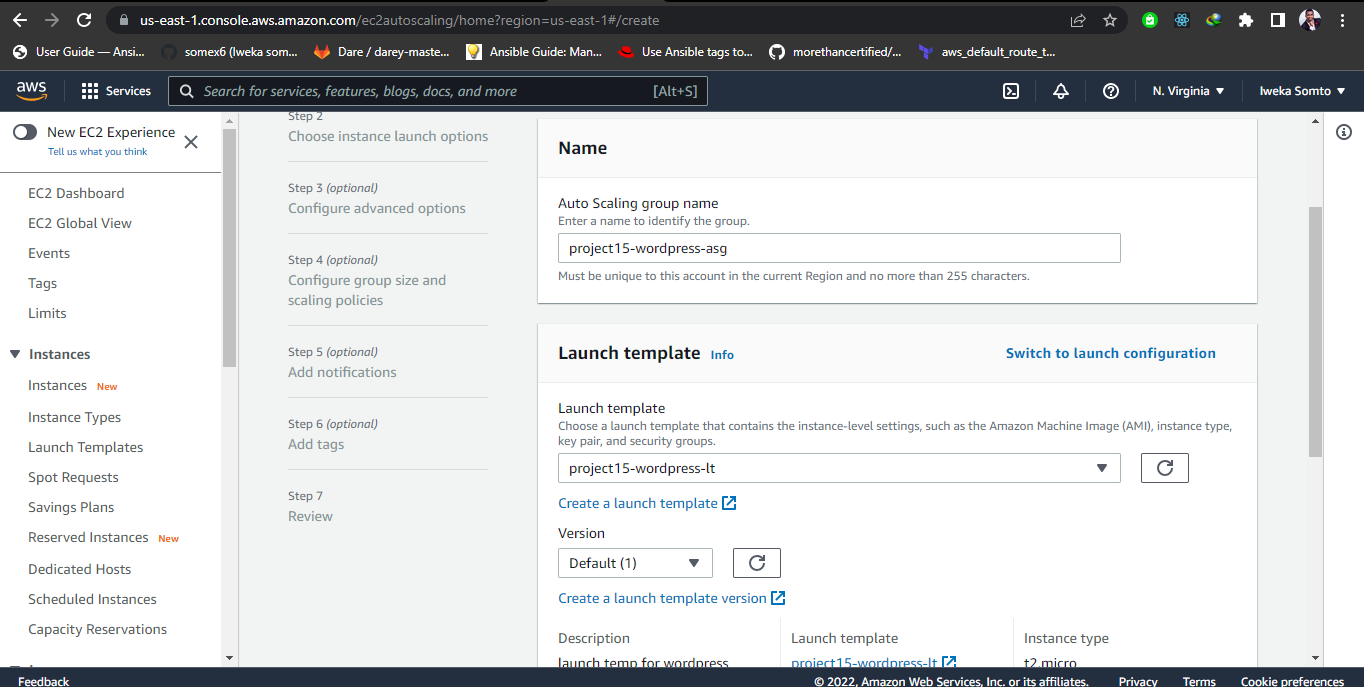 us-east-1.console.aws.amazon.com/ec2autoscaling/home?region=us-east-1#/create
User Guide — Ansi...
somex6 (Iweka som...
Dare / darey-maste...
Ansible Guide: Man...
Use Ansible tags to...
morethancertified/...
aws_default_route_t...
aws
Services
Search for services, features, blogs, docs, and more
[Alt+S]
N. Virginia
Iweka Somto
New EC2 Experience
Tell us what you think
EC2 Dashboard
EC2 Global View
Events
Tags
Limits
Instances
Instances New
Instance Types
Launch Templates
Spot Requests
Savings Plans
Reserved Instances New
Dedicated Hosts
Scheduled Instances
Capacity Reservations
Step 2
Choose instance launch options
Step 3 (optional)
Configure advanced options
Step 4 (optional)
Configure group size and
scaling policies
Step 5 (optional)
Add notifications
Step 6 (optional)
Add tags
Step 7
Review
Name
Auto Scaling group name
Enter a name to identify the group.
project15-wordpress-asg
Must be unique to this account in the current Region and no more than 255 characters.
Launch template Info
Switch to launch configuration
Launch template
Choose a launch template that contains the instance-level settings, such as the Amazon Machine Image (AMI), instance type,
key pair, and security groups.
project15-wordpress-lt
Create a launch template
Version
Default (1)
Create a launch template version
Description
launch temp for wordpress
Launch template
project15-wordpress-lt
Instance type
t2.micro
Feedback
© 2022, Amazon Web Services, Inc. or its affiliates.
Privacy
Terms
Cookie preferences